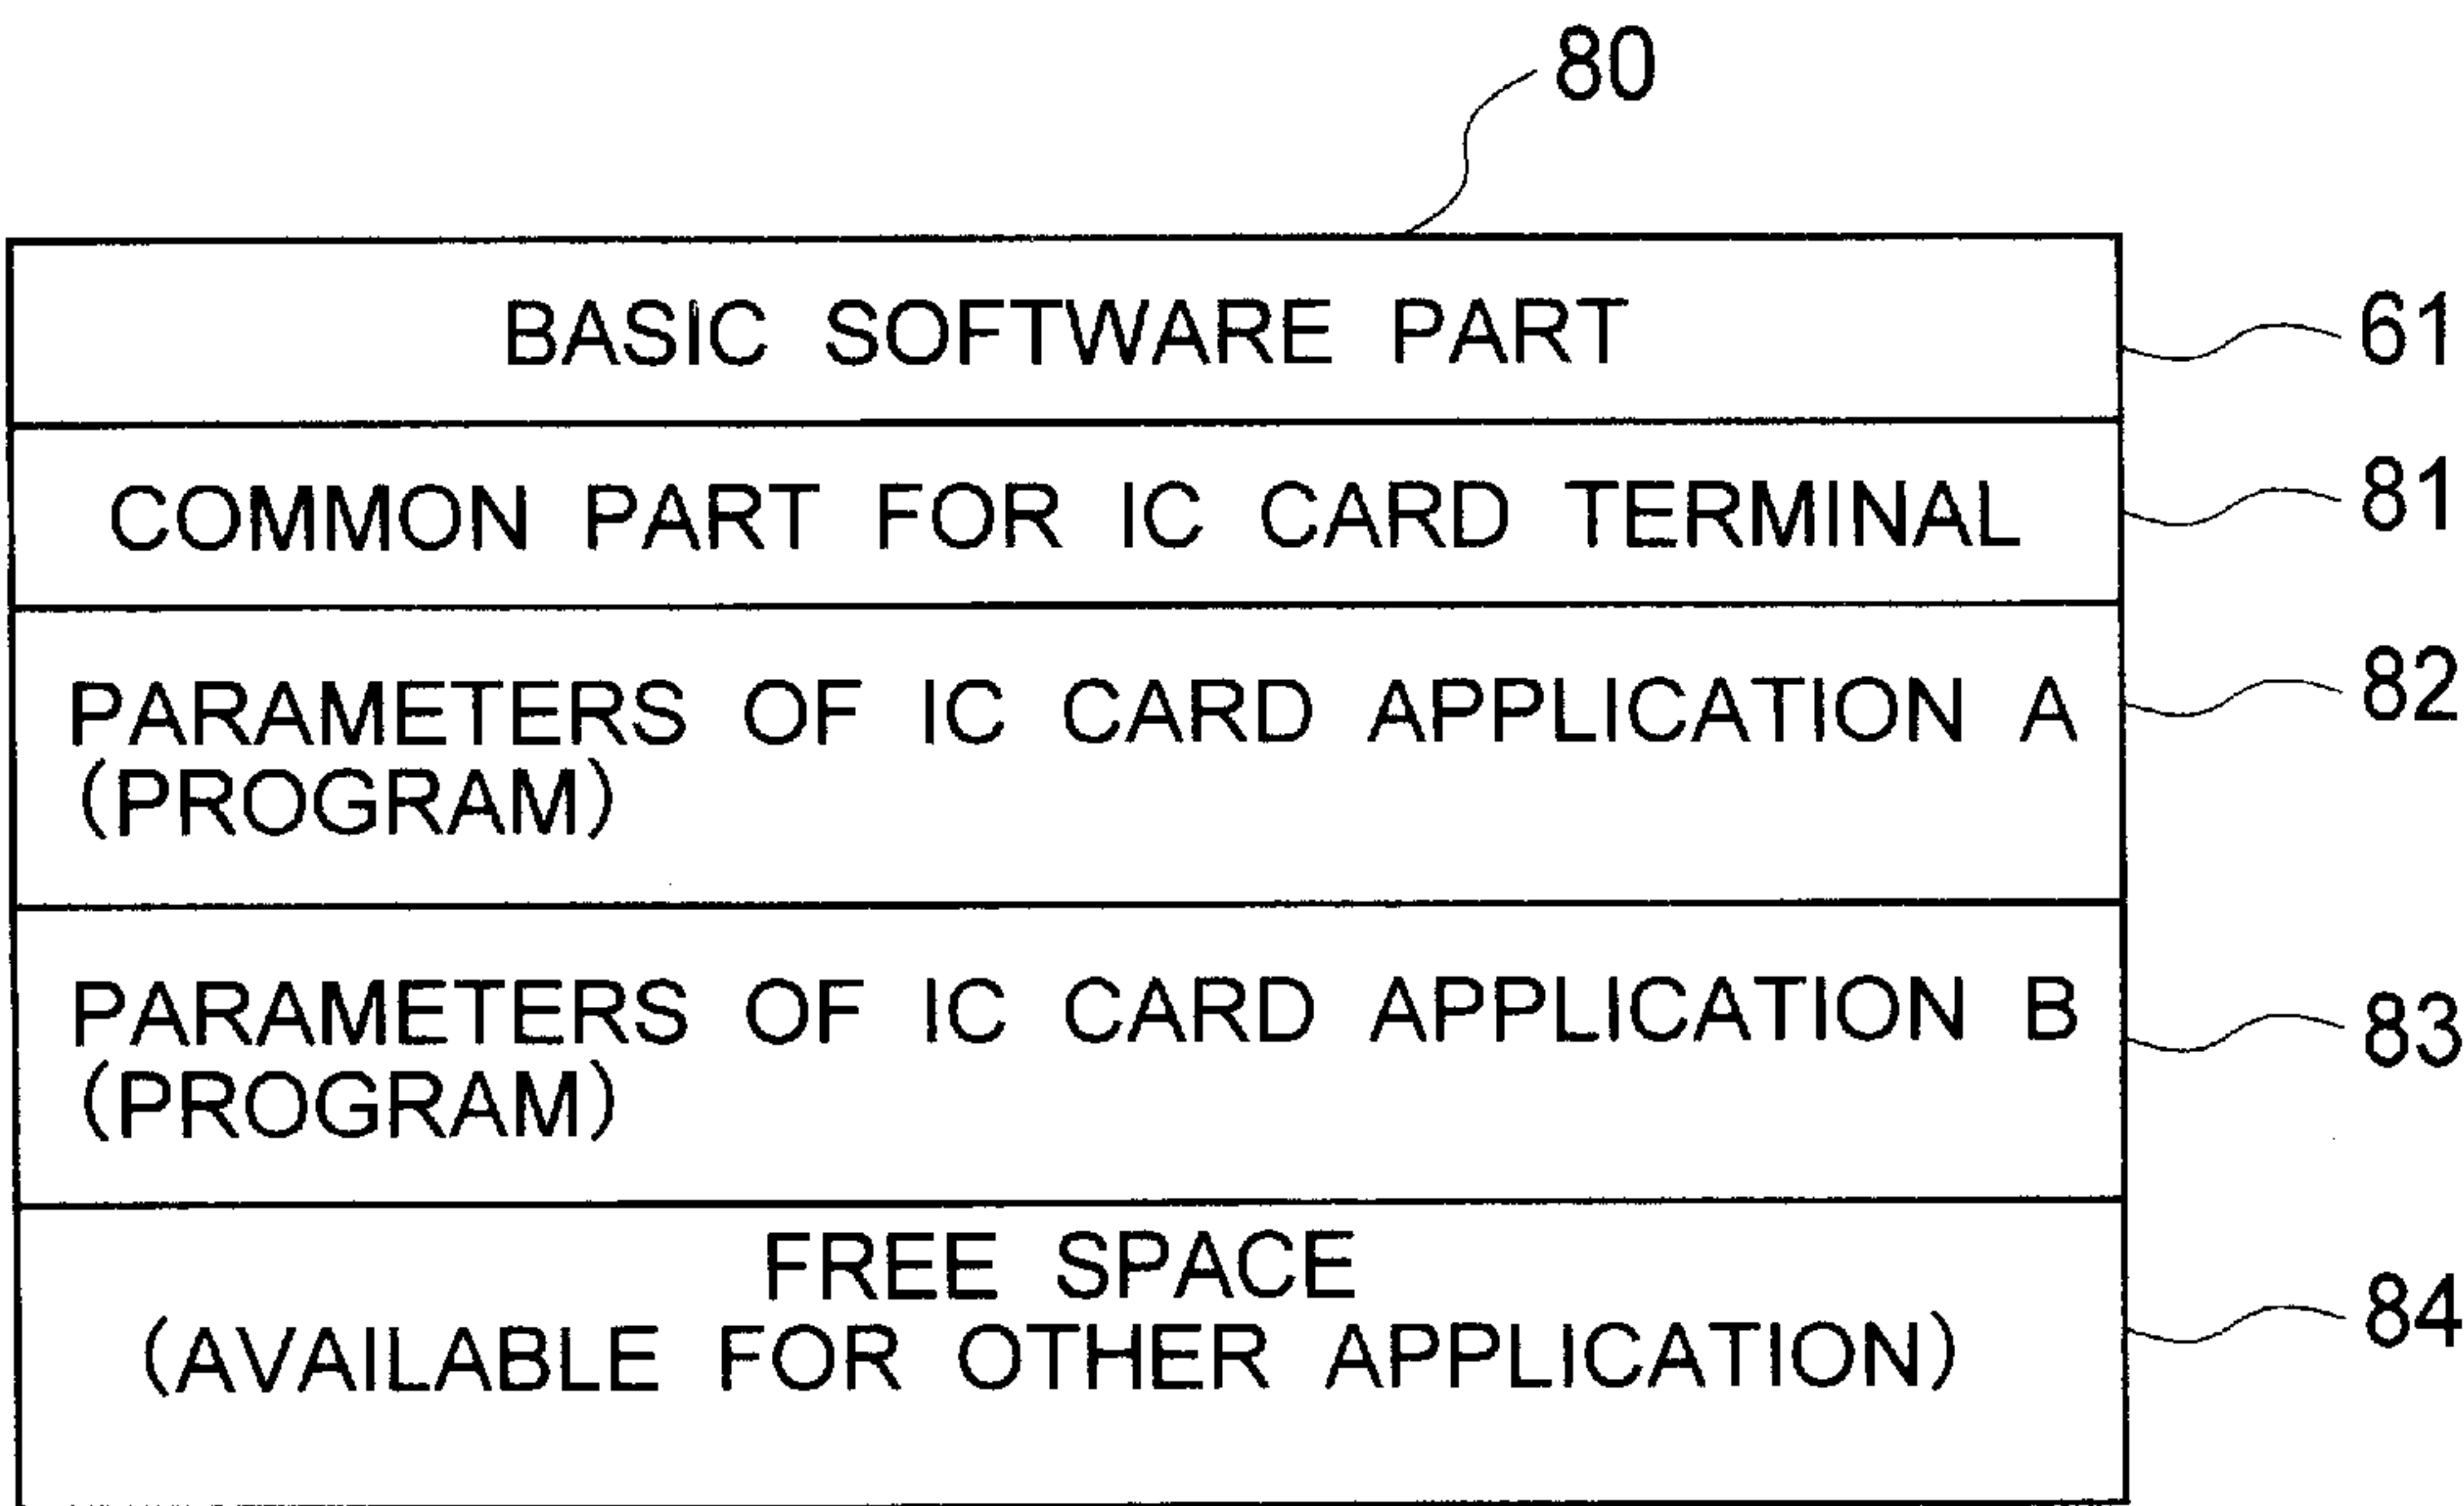 80
BASIC SOFTWARE PART 61
COMMON PART FOR IC CARD TERMINAL 81
PARAMETERS OF IC CARD APPLICATION A 82
(PROGRAM)
PARAMETERS OF IC CARD APPLICATION B 83
(PROGRAM)
FREE SPACE
(AVAILABLE FOR OTHER APPLICATION) 84